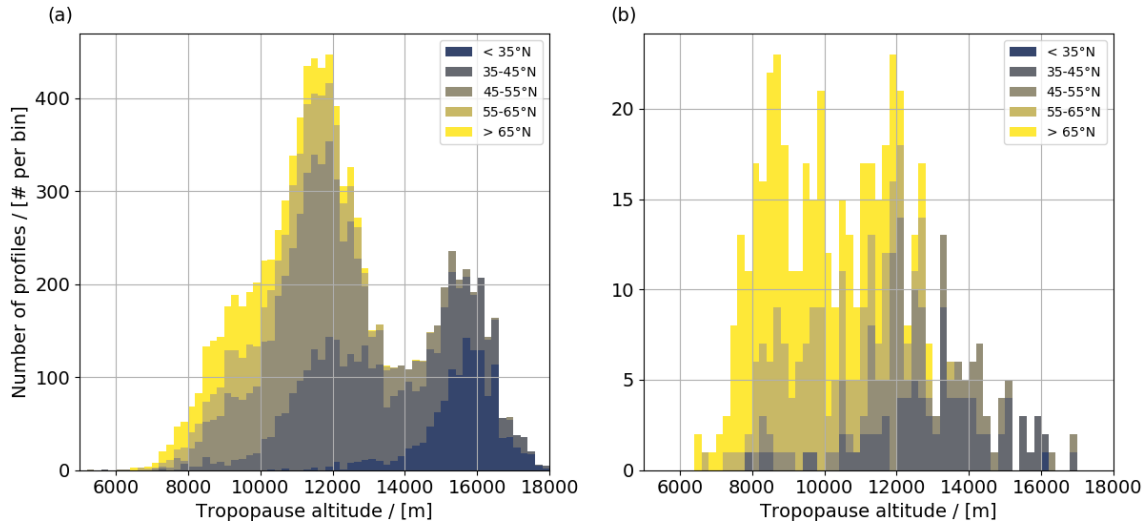 (a)
Number of profiles / [# per bin]
400
300
200
100
0
6000 8000 10000 12000 14000 16000 18000
Tropopause altitude / [m]
< 35°N
35-45°N
45-55°N
55-65°N
> 65°N
(b)
20
15
10
5
0
6000 8000 10000 12000 14000 16000 18000
Tropopause altitude / [m]
< 35°N
35-45°N
45-55°N
55-65°N
> 65°N